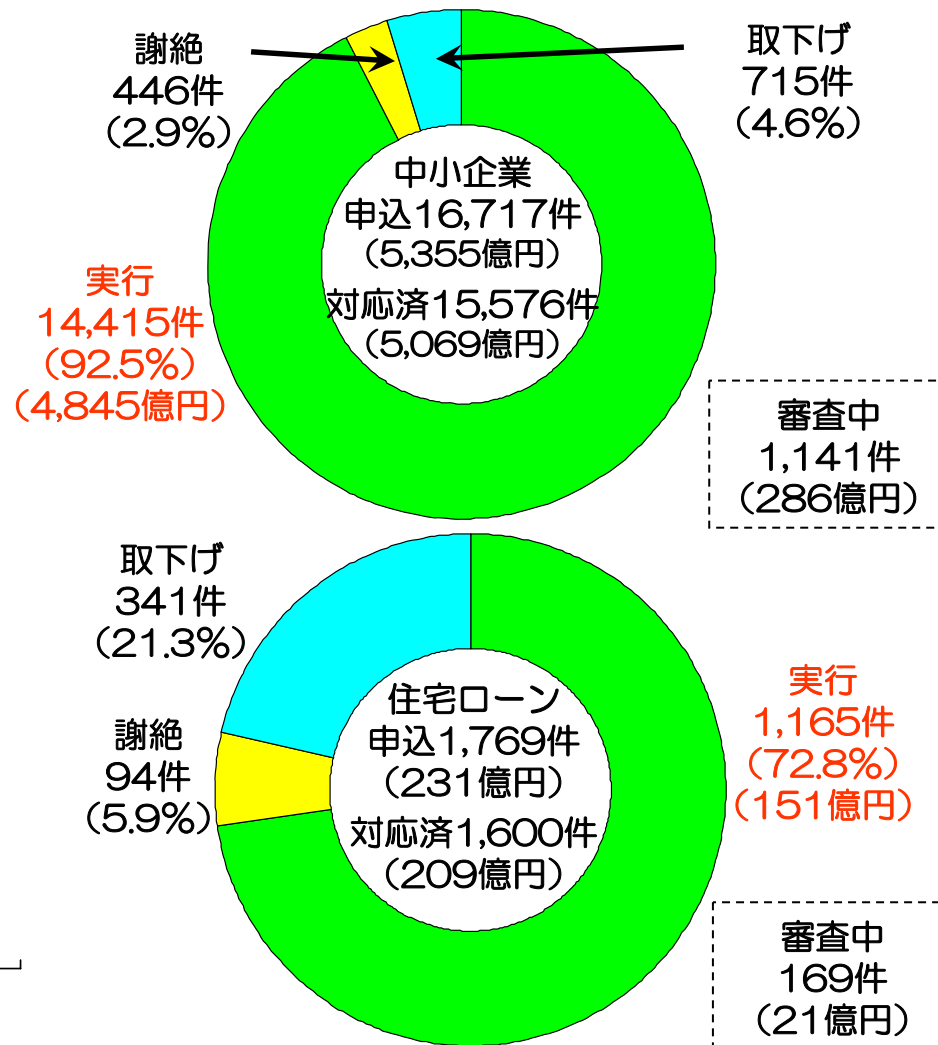 謝絶
446件
（2.9%）
取下げ
715件
（4.6%）
中小企業
申込16,717件
（5,355億円）
対応済15,576件
（5,069億円）
実行
14,415件
（92.5%）
（4,845億円）
審査中
1,141件
（286億円）
取下げ
341件
（21.3%）
謝絶
94件
（5.9%）
住宅ローン
申込1,769件
（231億円）
対応済1,600件
（209億円）
実行
1,165件
（72.8%）
（151億円）
審査中
169件
（21億円）